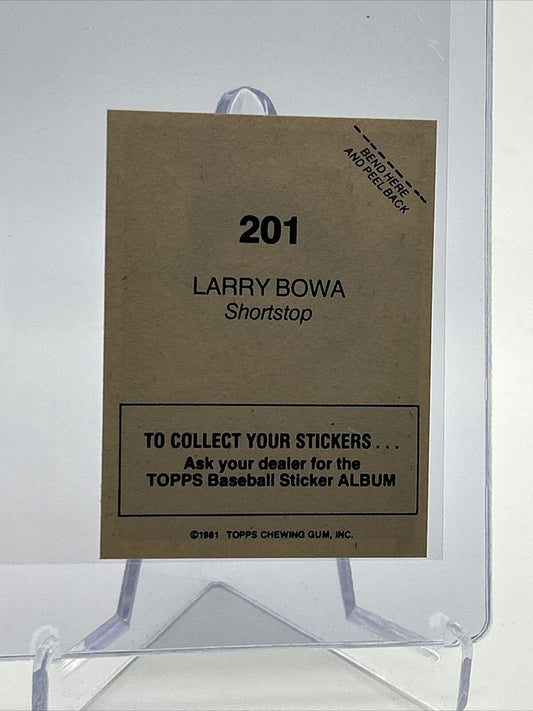 BEND HERE
AND PEEL BACK
201
LARRY BOWA
Shortstop
TO COLLECT YOUR STICKERS . . .
Ask your dealer for the
TOPPS Baseball Sticker ALBUM
©1981 TOPPS CHEWING GUM, INC.